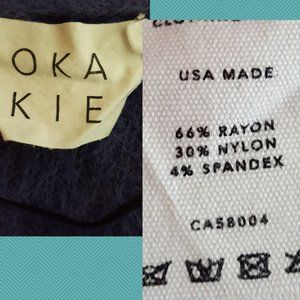 OKA
KIE
USA MADE
66% RAYON
30% NYLON
4% SPANDEX
CA58004